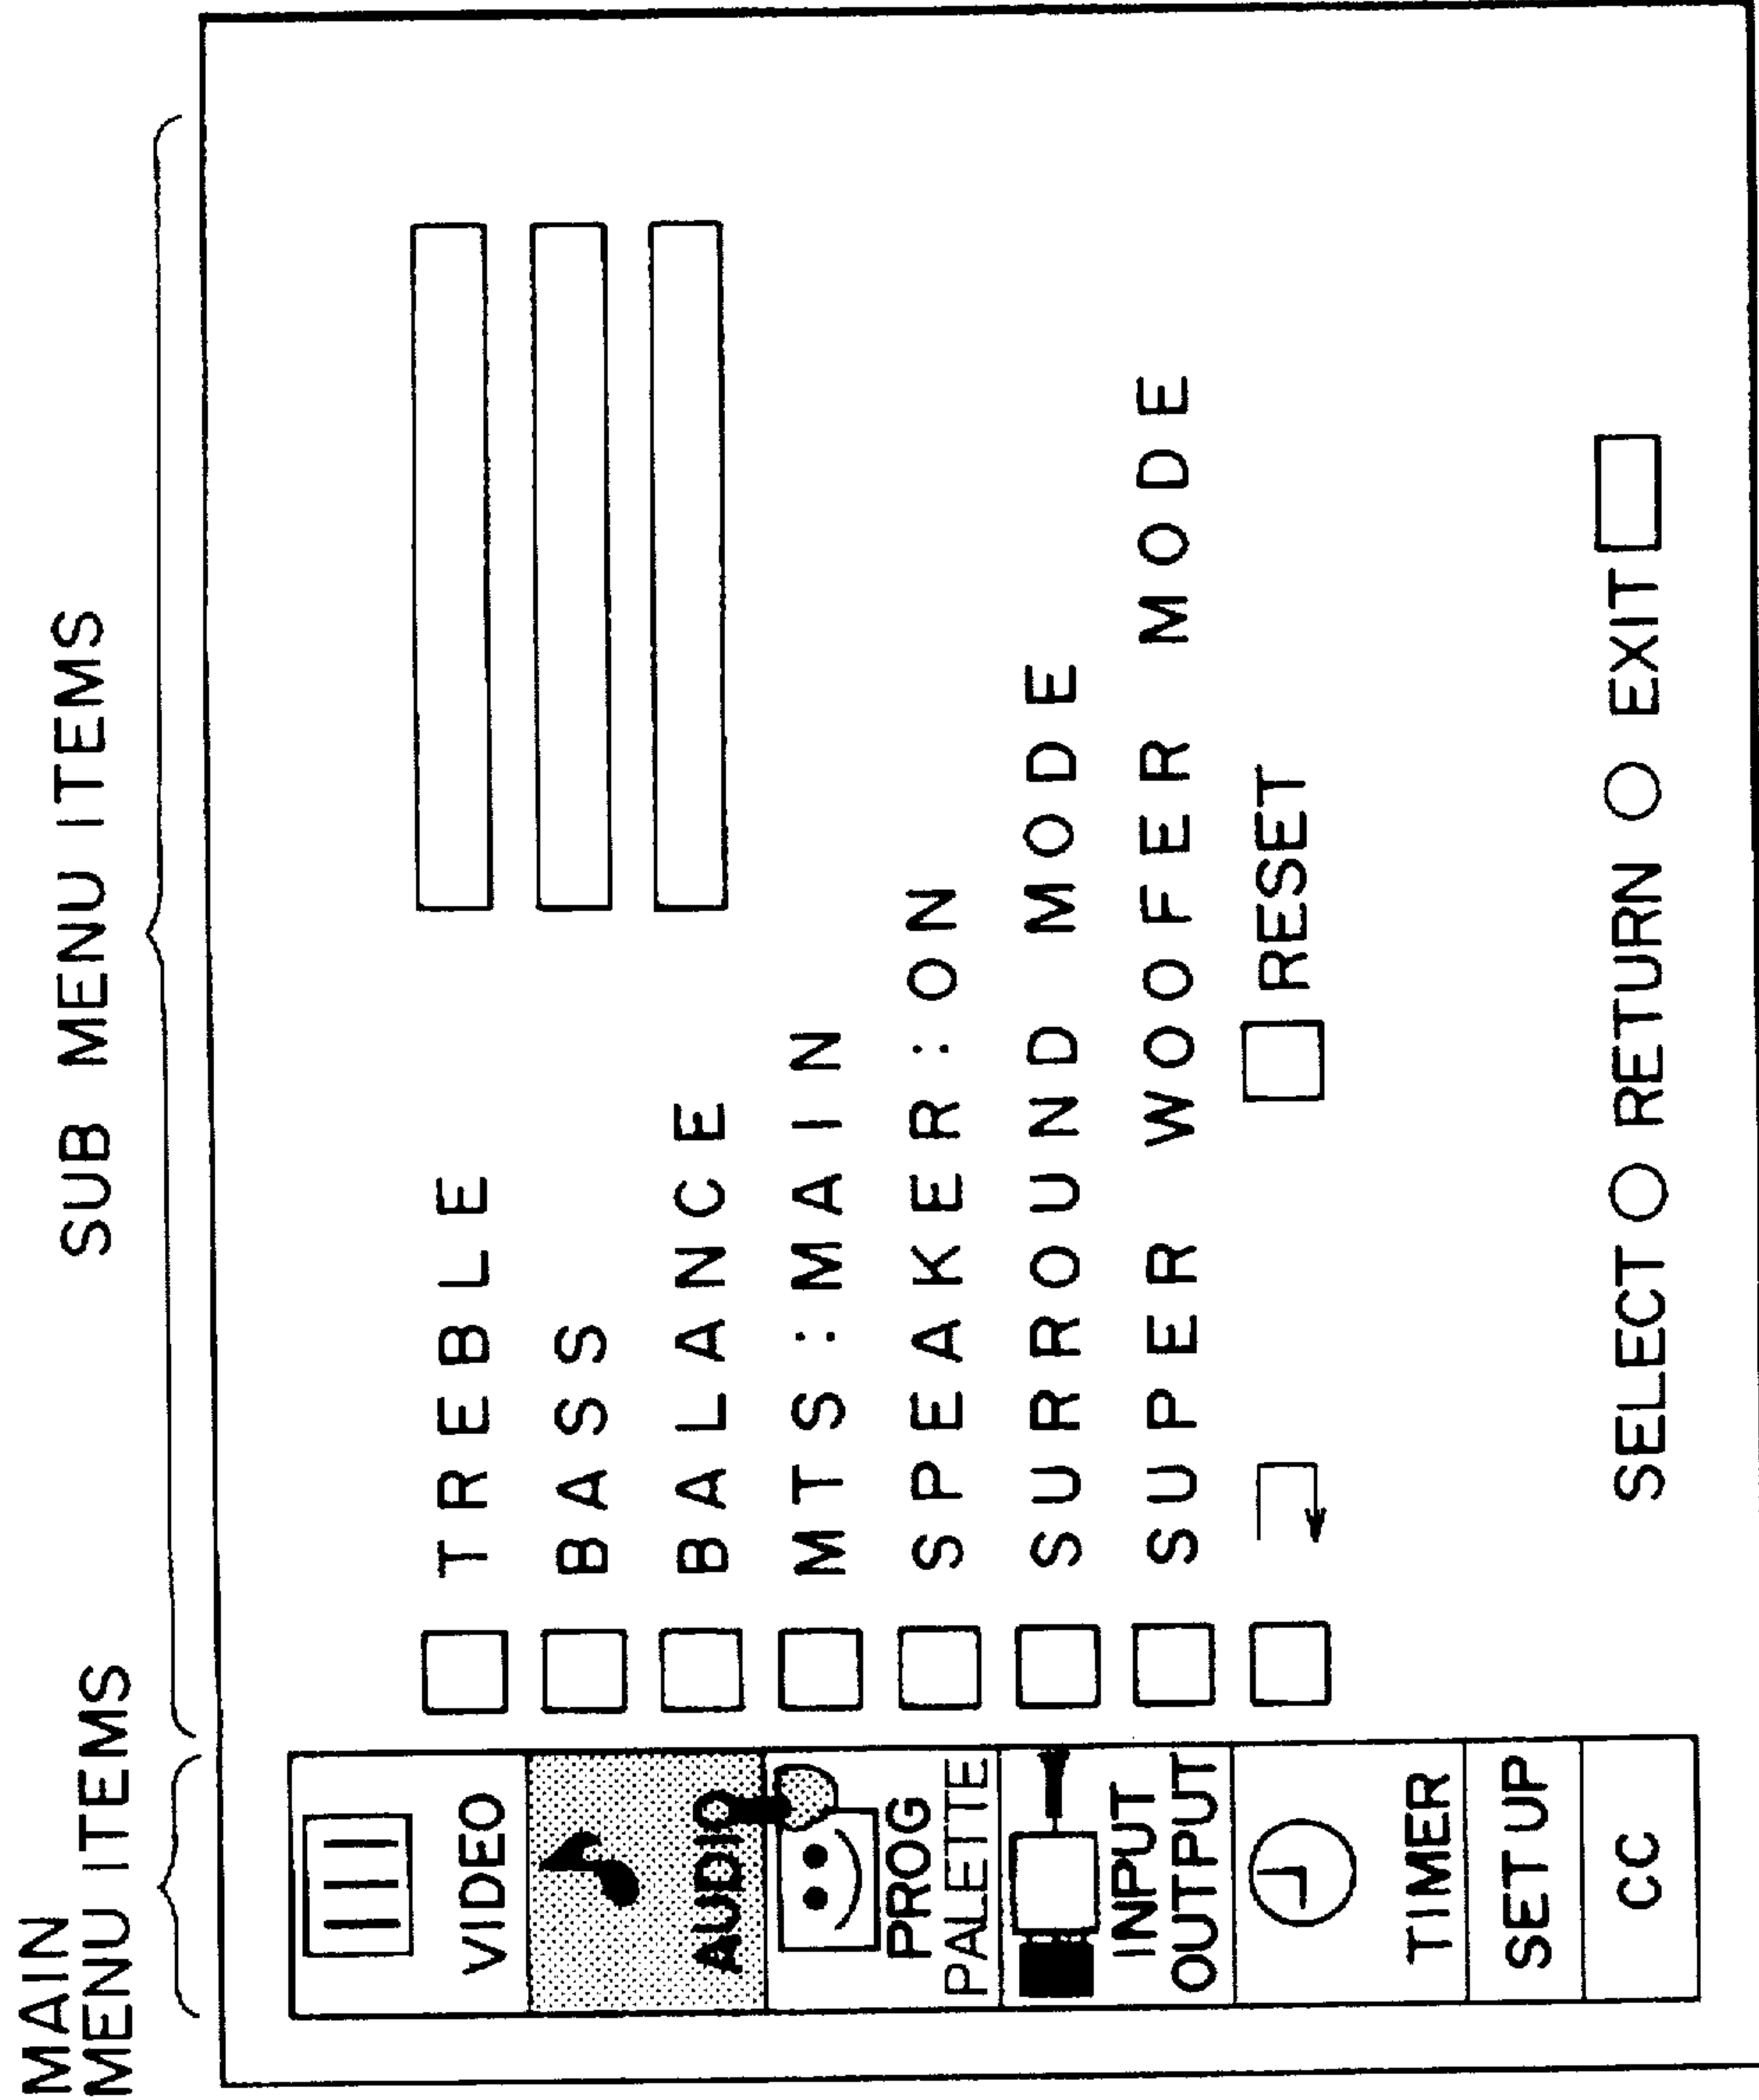 MAIN
MENU ITEMS
SUB MENU ITEMS
VIDEO
AUDIO
PROG
PALETTE
INPUT
OUTPUT
TIMER
SET UP
CC
TREBLE
BASS
BALANCE
MTS:MAIN
SPEAKER:ON
SURROUND MODE
SUPER WOOFER MODE
RESET
SELECT RETURN EXIT